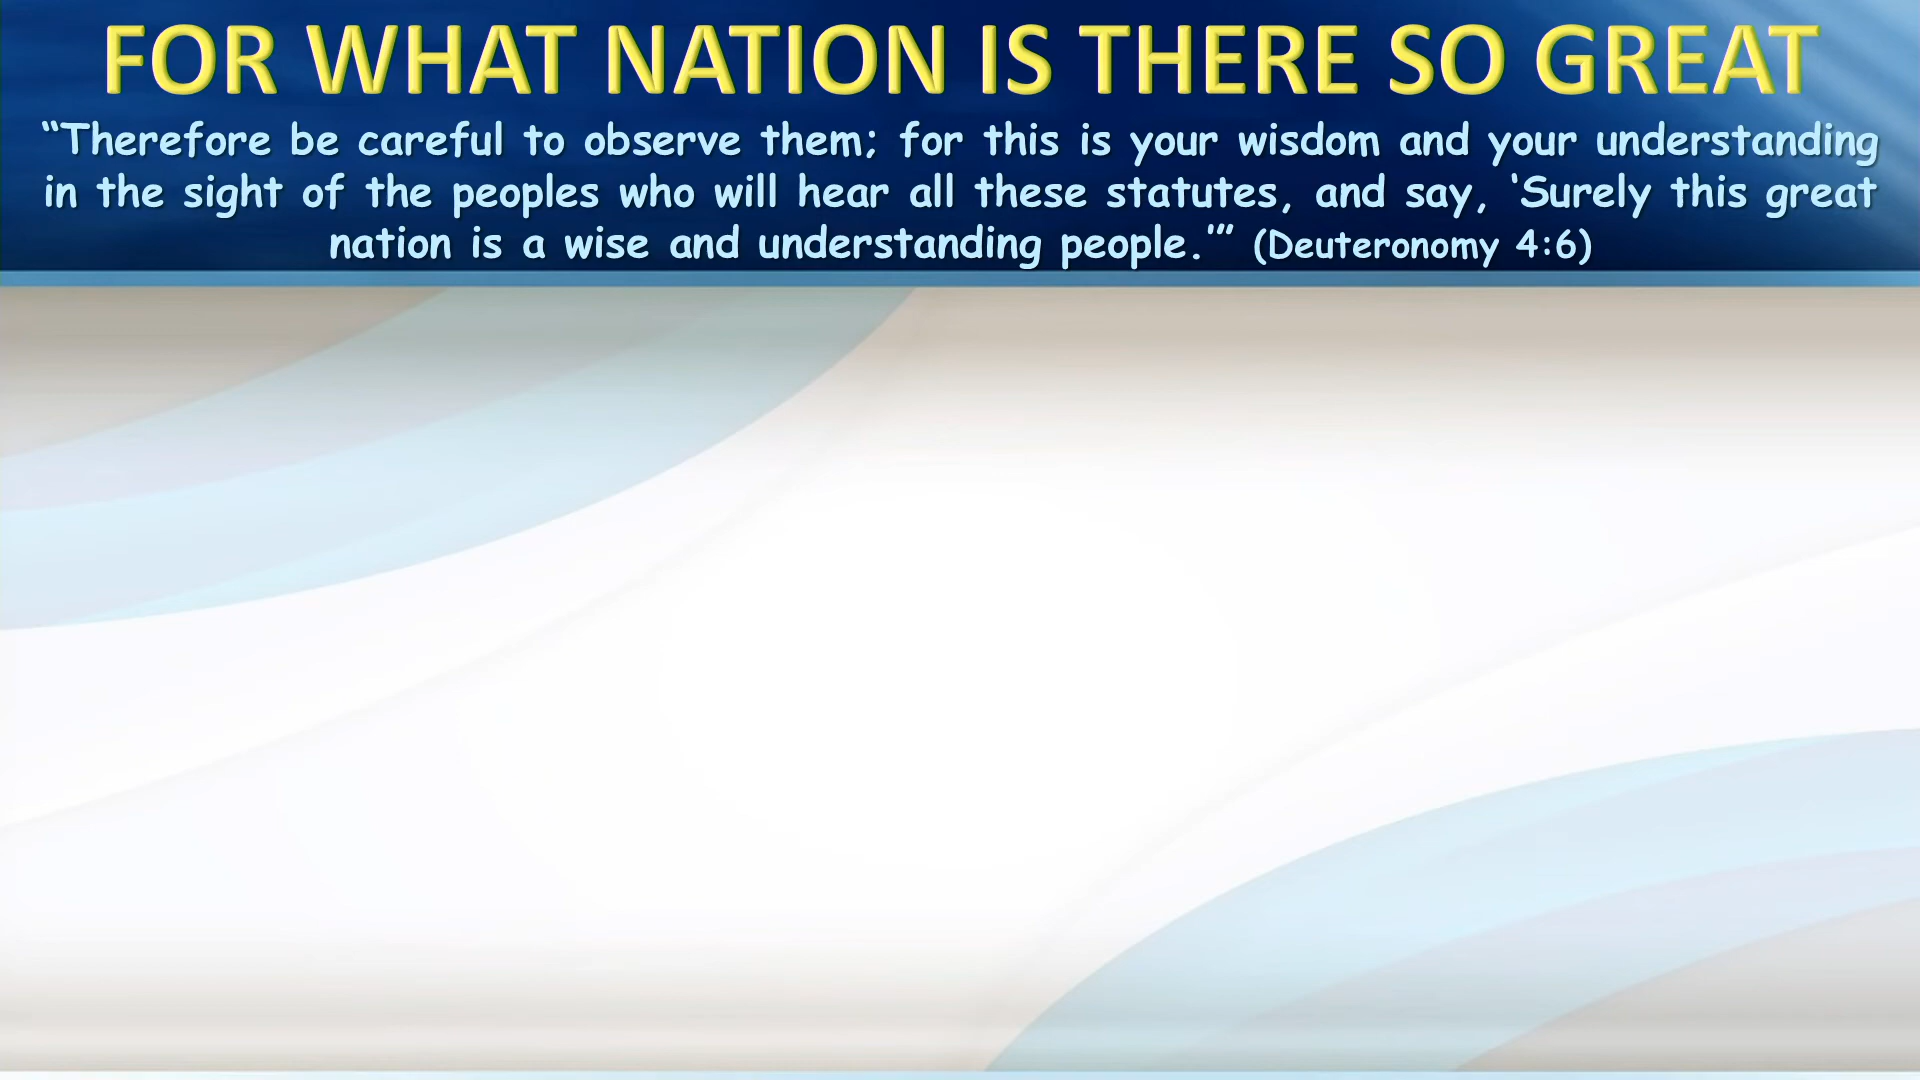 FOR WHAT NATION IS THERE SO GREAT
“Therefore be careful to observe them; for this is your wisdom and your understanding
in the sight of the peoples who will hear all these statutes, and say, ‘Surely this great
nation is a wise and understanding people.’” (Deuteronomy 4:6)